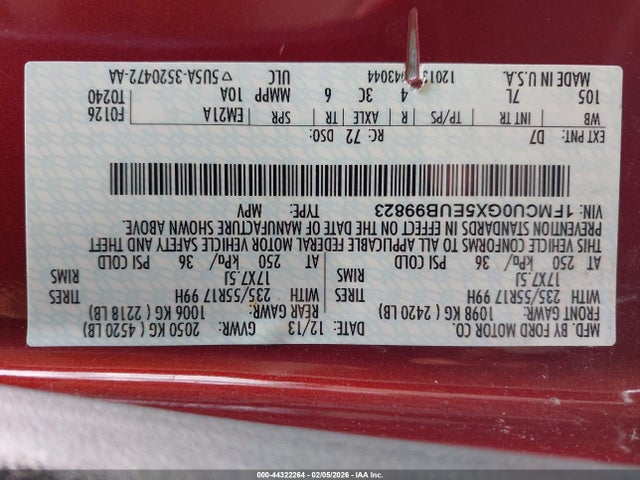 MFD. BY FORD MOTOR CO. DATE: 12/13 GVWR: 2050 KG ( 4520 LB)
FRONT GAWR: 1098 KG ( 2420 LB) REAR GAWR: 1006 KG ( 2218 LB)
WITH 235/55R17 99H TIRES WITH 235/55R17 99H TIRES
17X7.5J RIMS 17X7.5J RIMS
AT 250 kPa/ 36 PSI COLD AT 250 kPa/ 36 PSI COLD
THIS VEHICLE CONFORMS TO ALL APPLICABLE FEDERAL MOTOR VEHICLE SAFETY AND THEFT
PREVENTION STANDARDS IN EFFECT ON THE DATE OF MANUFACTURE SHOWN ABOVE.
VIN: 1FMCU0GX5EUB99823 TYPE: MPV
EXT PNT: D7 RC: 72 DSO:
WB INT TR TP/PS R AXLE TR SPR EM21A F0126
105 7L 4 3C 6 MMPP 10A T0240
MADE IN U.S.A. ULC ▽5U5A-3520472-AA
000-44322264 - 02/05/2026 - IAA Inc.